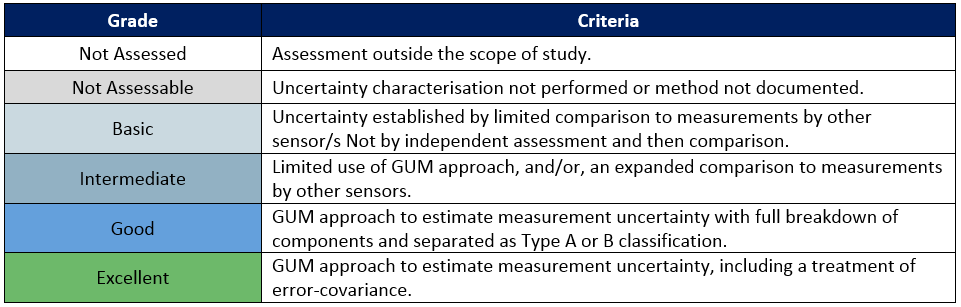 Grade Criteria
Not Assessed Assessment outside the scope of study.
Not Assessable Uncertainty characterisation not performed or method not documented.
Basic Uncertainty established by limited comparison to measurements by other
sensor/s Not by independent assessment and then comparison.
Intermediate Limited use of GUM approach, and/or, an expanded comparison to measurements
by other sensors.
Good GUM approach to estimate measurement uncertainty with full breakdown of
components and separated as Type A or B classification.
Excellent GUM approach to estimate measurement uncertainty, including a treatment of
error-covariance.